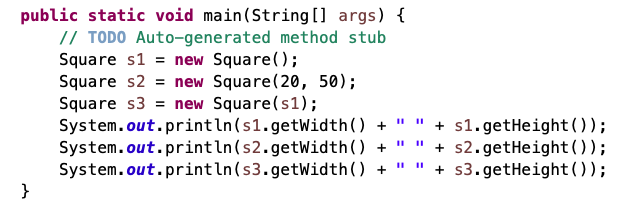 public static void main(String[] args) {
// TODO Auto-generated method stub
Square s1 = new Square();
Square s2 = new Square(20, 50);
Square s3 = new Square(s1);
System.out.println(s1.getWidth() + " " + s1.getHeight());
System.out.println(s2.getWidth() + " " + s2.getHeight());
System.out.println(s3.getWidth() + " " + s3.getHeight());
}